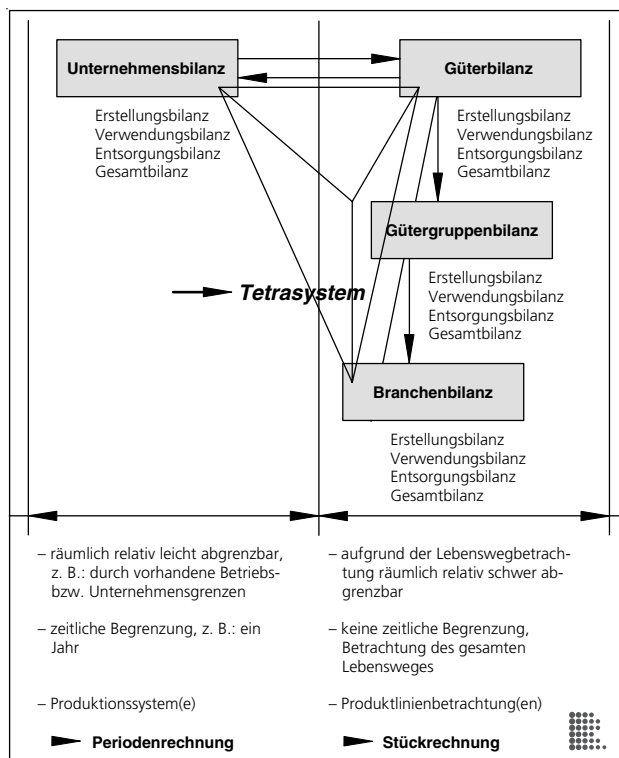 Unternehmensbilanz
Erstellungsbilanz
Verwendungsbilanz
Entsorgungsbilanz
Gesamtbilanz
Güterbilanz
Erstellungsbilanz
Verwendungsbilanz
Entsorgungsbilanz
Gesamtbilanz
Gütergruppenbilanz
Erstellungsbilanz
Verwendungsbilanz
Entsorgungsbilanz
Gesamtbilanz
Tetrasystem
Branchenbilanz
Erstellungsbilanz
Verwendungsbilanz
Entsorgungsbilanz
Gesamtbilanz
– räumlich relativ leicht abgrenzbar,
z. B.: durch vorhandene Betriebs-
bzw. Unternehmensgrenzen
– zeitliche Begrenzung, z. B.: ein
Jahr
– Produktionssystem(e)
Periodenrechnung
– aufgrund der Lebenswegbetrach-
tung räumlich relativ schwer ab-
grenzbar
– keine zeitliche Begrenzung,
Betrachtung des gesamten
Lebensweges
– Produktlinienbetrachtung(en)
Stückrechnung